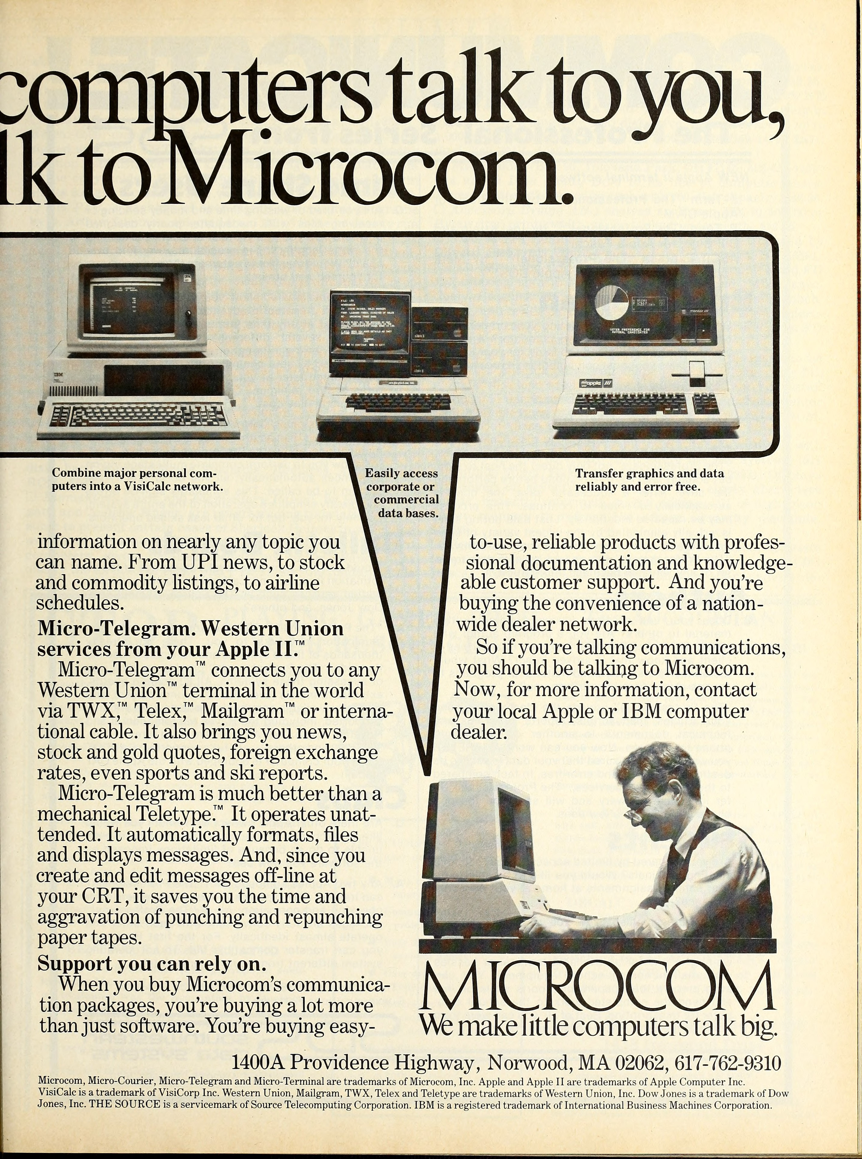 computers talk to you,
lk to Microcom.
IBM
apple ///
Combine major personal com-
puters into a VisiCalc network.
Easily access
corporate or
commercial
data bases.
Transfer graphics and data
reliably and error free.
information on nearly any topic you
can name. From UPI news, to stock
and commodity listings, to airline
schedules.
Micro-Telegram. Western Union
services from your Apple II.™
Micro-Telegram™ connects you to any
Western Union™ terminal in the world
via TWX,™ Telex,™ Mailgram™ or interna-
tional cable. It also brings you news,
stock and gold quotes, foreign exchange
rates, even sports and ski reports.
Micro-Telegram is much better than a
mechanical Teletype.™ It operates unat-
tended. It automatically formats, files
and displays messages. And, since you
create and edit messages off-line at
your CRT, it saves you the time and
aggravation of punching and repunching
paper tapes.
Support you can rely on.
When you buy Microcom's communica-
tion packages, you're buying a lot more
than just software. You're buying easy-
to-use, reliable products with profes-
sional documentation and knowledge-
able customer support. And you're
buying the convenience of a nation-
wide dealer network.
So if you're talking communications,
you should be talking to Microcom.
Now, for more information, contact
your local Apple or IBM computer
dealer.
MICROCOM
We make little computers talk big.
1400A Providence Highway, Norwood, MA 02062, 617-762-9310
Microcom, Micro-Courier, Micro-Telegram and Micro-Terminal are trademarks of Microcom, Inc. Apple and Apple II are trademarks of Apple Computer Inc.
VisiCalc is a trademark of VisiCorp Inc. Western Union, Mailgram, TWX, Telex and Teletype are trademarks of Western Union, Inc. Dow Jones is a trademark of Dow
Jones, Inc. THE SOURCE is a servicemark of Source Telecomputing Corporation. IBM is a registered trademark of International Business Machines Corporation.